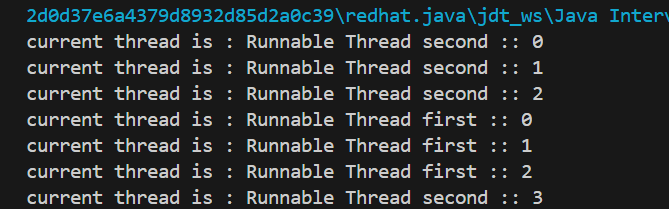 2d0d37e6a4379d8932d85d2a0c39\redhat.java\jdt_ws\Java Interv
current thread is : Runnable Thread second :: 0
current thread is : Runnable Thread second :: 1
current thread is : Runnable Thread second :: 2
current thread is : Runnable Thread first :: 0
current thread is : Runnable Thread first :: 1
current thread is : Runnable Thread first :: 2
current thread is : Runnable Thread second :: 3